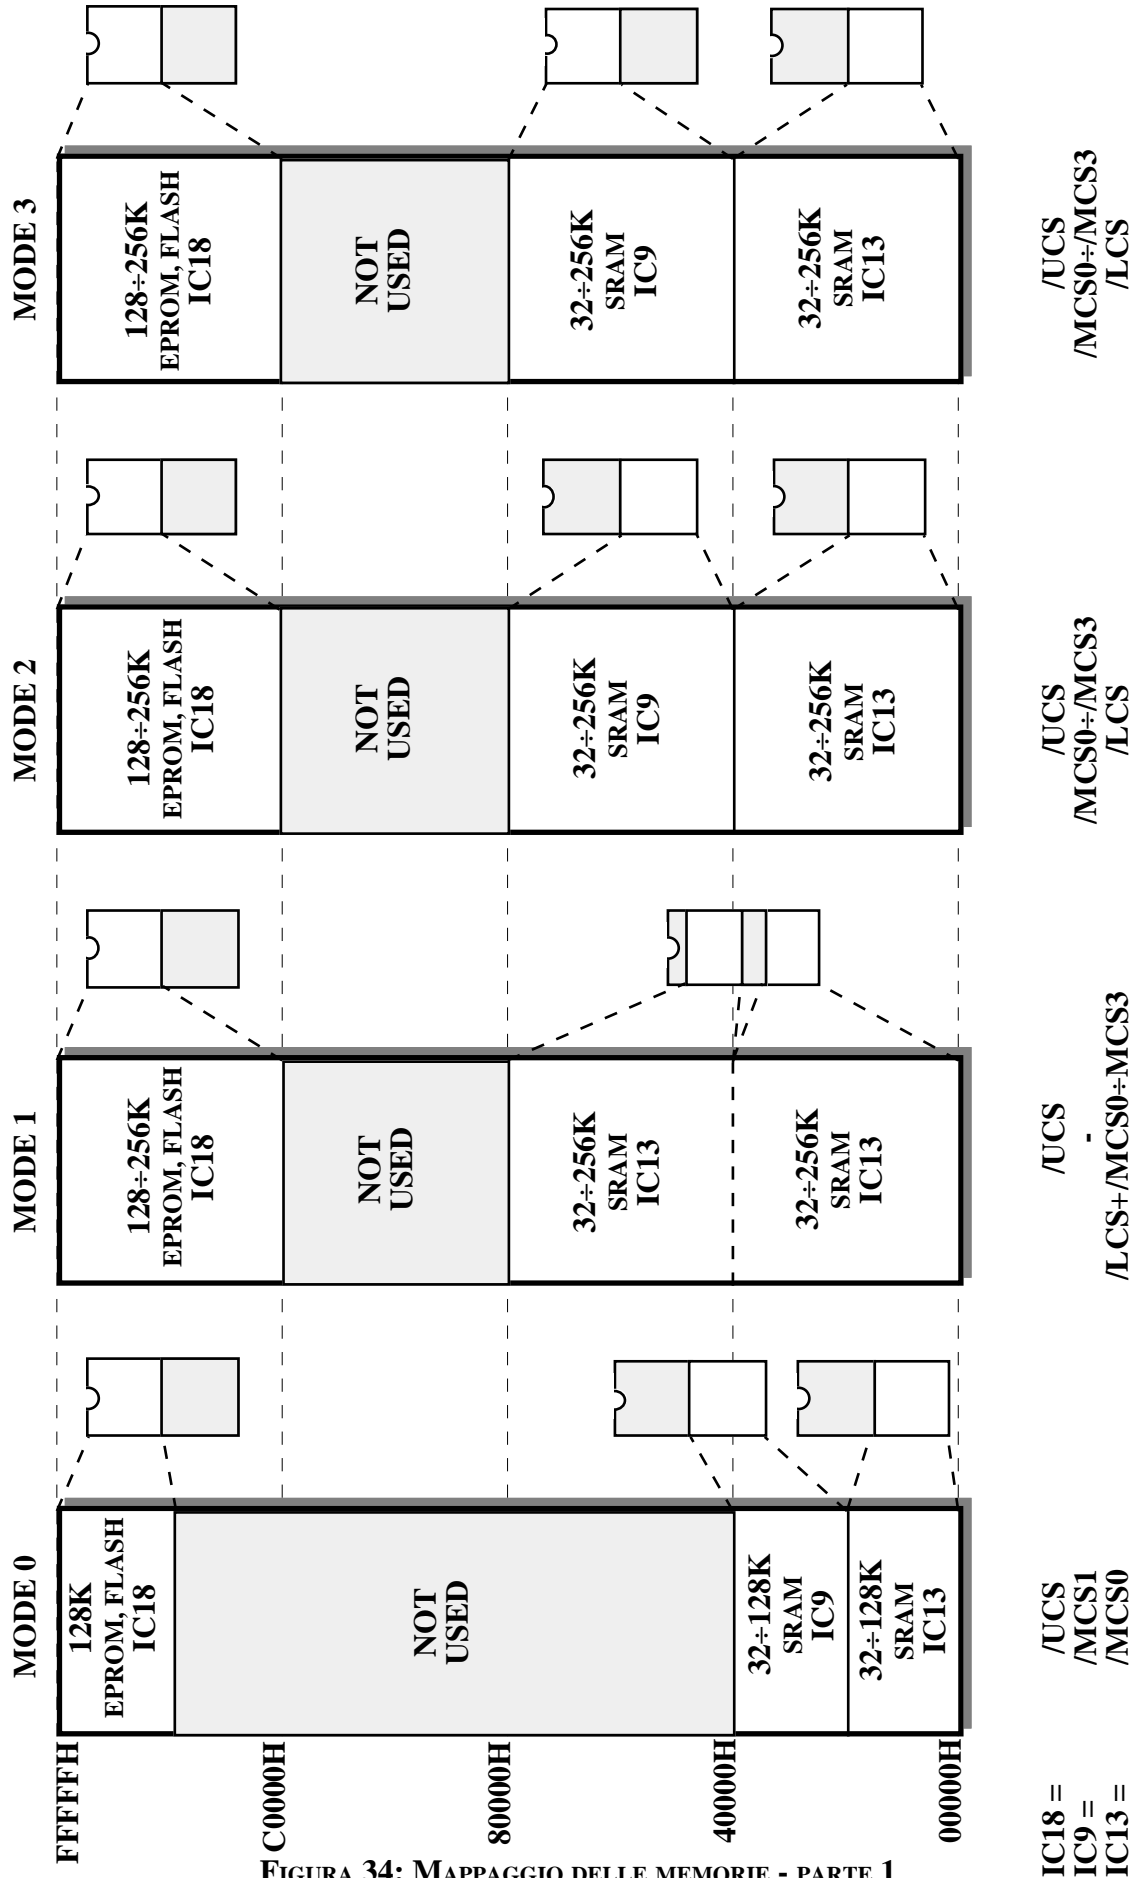 MODE 0
MODE 1
MODE 2
MODE 3
FFFFFH
C0000H
80000H
40000H
00000H
128K
EPROM, FLASH
IC18
NOT
USED
32÷128K
SRAM
IC9
32÷128K
SRAM
IC13
128÷256K
EPROM, FLASH
IC18
NOT
USED
32÷256K
SRAM
IC13
32÷256K
SRAM
IC13
128÷256K
EPROM, FLASH
IC18
NOT
USED
32÷256K
SRAM
IC9
32÷256K
SRAM
IC13
128÷256K
EPROM, FLASH
IC18
NOT
USED
32÷256K
SRAM
IC9
32÷256K
SRAM
IC13
IC18 = /UCS /UCS /UCS /UCS
IC9 = /MCS1 - /MCS0÷/MCS3 /MCS0÷/MCS3
IC13 = /MCS0 /LCS+/MCS0÷MCS3 /LCS /LCS
FIGURA 34: MAPPAGGIO DELLE MEMORIE - PARTE 1